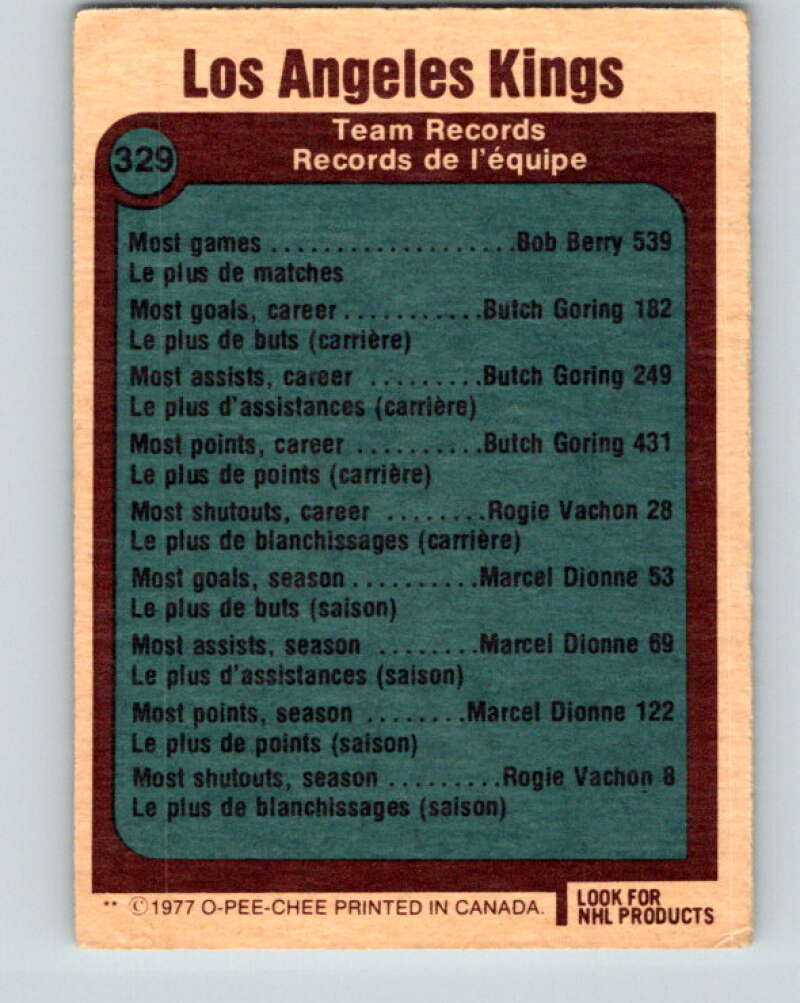 Los Angeles Kings
329
Team Records
Records de l'équipe
Most games ...................Bob Berry 539
Le plus de matches
Most goals, career...........Butch Goring 182
Le plus de buts (carrière)
Most assists, career .........Butch Goring 249
Le plus d'assistances (carrière)
Most points, career ..........Butch Goring 431
Le plus de points (carrière)
Most shutouts, career ........Rogie Vachon 28
Le plus de blanchissages (carrière)
Most goals, season..........Marcel Dionne 53
Le plus de buts (saison)
Most assists, season ........Marcel Dionne 69
Le plus d'assistances (saison)
Most points, season ........Marcel Dionne 122
Le plus de points (saison)
Most shutouts, season .........Rogie Vachon 8
Le plus de blanchissages (saison)
** ©1977 O-PEE-CHEE PRINTED IN CANADA.
LOOK FOR
NHL PRODUCTS